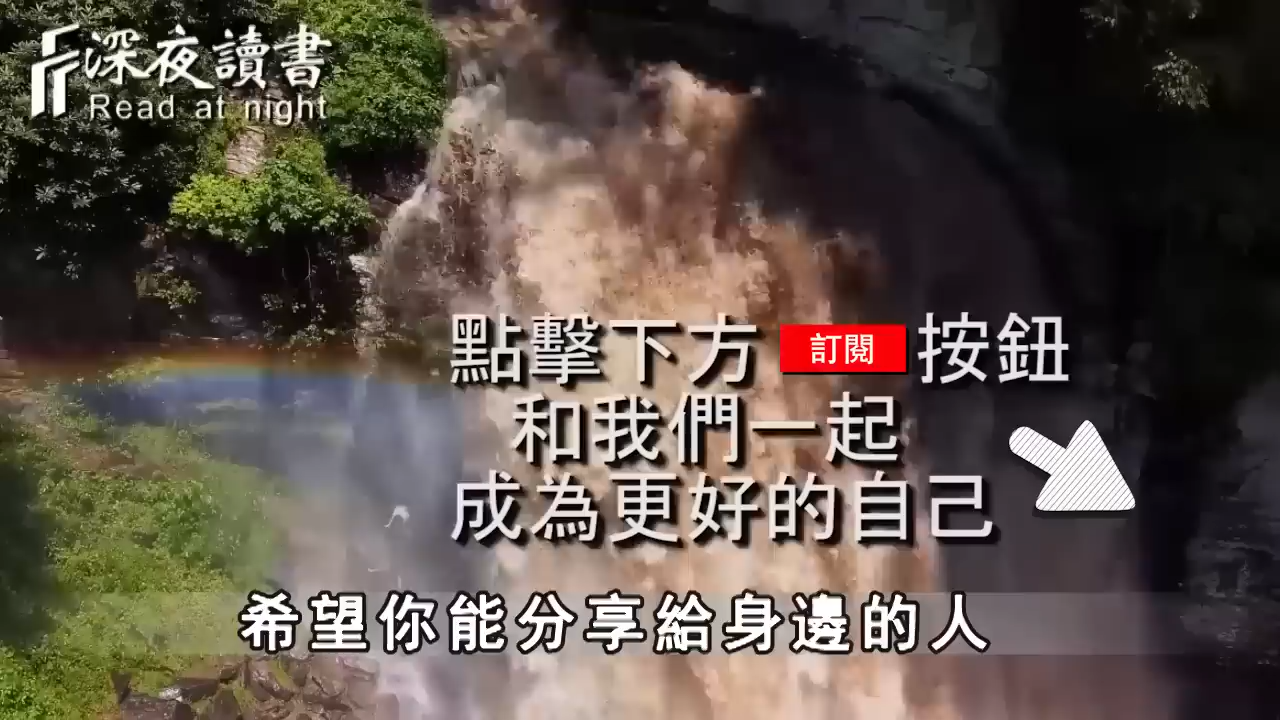 深夜讀書
Read at night
點擊下方 訂閱 按鈕
和我們一起
成為更好的自己
希望你能分享給身邊的人